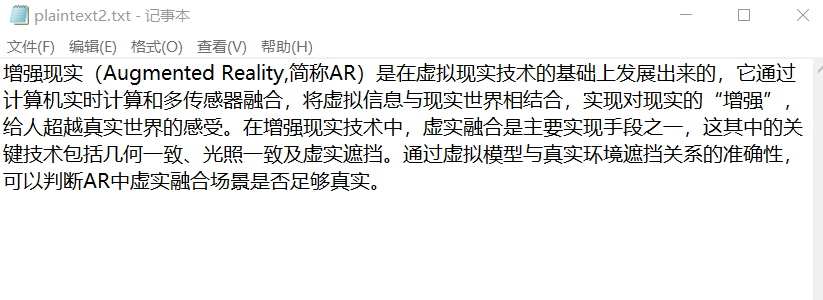 plaintext2.txt - 记事本
文件(F) 编辑(E) 格式(O) 查看(V) 帮助(H)
增强现实（Augmented Reality,简称AR）是在虚拟现实技术的基础上发展出来的，它通过
计算机实时计算和多传感器融合，将虚拟信息与现实世界相结合，实现对现实的“增强”，
给人超越真实世界的感受。在增强现实技术中，虚实融合是主要实现手段之一，这其中的关
键技术包括几何一致、光照一致及虚实遮挡。通过虚拟模型与真实环境遮挡关系的准确性，
可以判断AR中虚实融合场景是否足够真实。